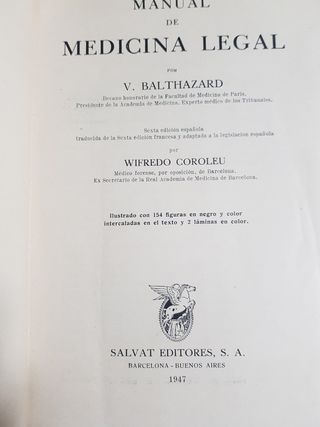 MANUAL
DE
MEDICINA LEGAL
POR
V. BALTHAZARD
Decano honorario de la Facultad de Medicina de París.
Presidente de la Academia de Medicina. Experto médico de los Tribunales.
Sexta edición española
traducida de la Sexta edición francesa y adaptada a la legislación española
por
WIFREDO COROLEU
Médico forense, por oposición, de Barcelona.
Ex Secretario de la Real Academia de Medicina de Barcelona.
Ilustrado con 154 figuras en negro y color
intercaladas en el texto y 2 láminas en color.
SALVAT EDITORES, S. A.
BARCELONA - BUENOS AIRES
1947